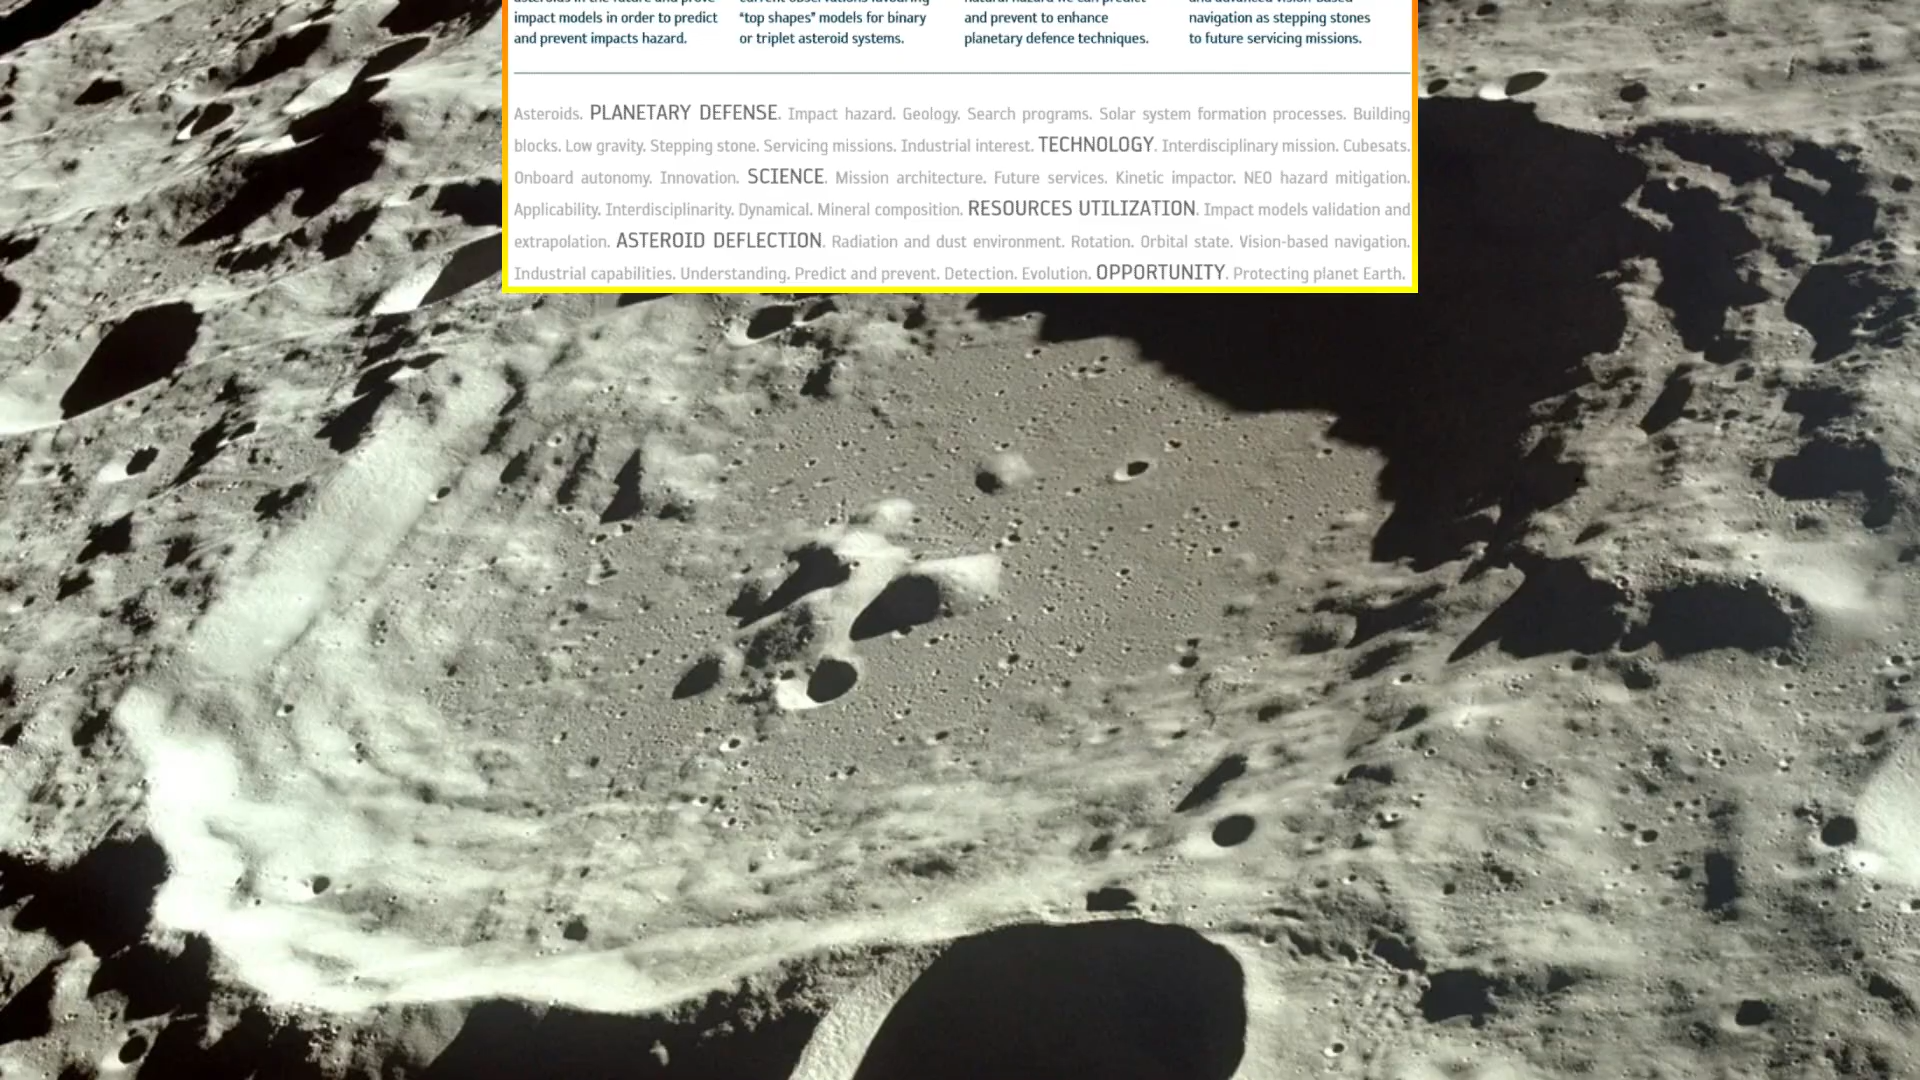 impact models in order to predict
and prevent impacts hazard.
"top shapes" models for binary
or triplet asteroid systems.
and prevent to enhance
planetary defence techniques.
navigation as stepping stones
to future servicing missions.
Asteroids. PLANETARY DEFENSE. Impact hazard. Geology. Search programs. Solar system formation processes. Building
blocks. Low gravity. Stepping stone. Servicing missions. Industrial interest. TECHNOLOGY. Interdisciplinary mission. Cubesats.
Onboard autonomy. Innovation. SCIENCE. Mission architecture. Future services. Kinetic impactor. NEO hazard mitigation.
Applicability. Interdisciplinarity. Dynamical. Mineral composition. RESOURCES UTILIZATION. Impact models validation and
extrapolation. ASTEROID DEFLECTION. Radiation and dust environment. Rotation. Orbital state. Vision-based navigation.
Industrial capabilities. Understanding. Predict and prevent. Detection. Evolution. OPPORTUNITY. Protecting planet Earth.